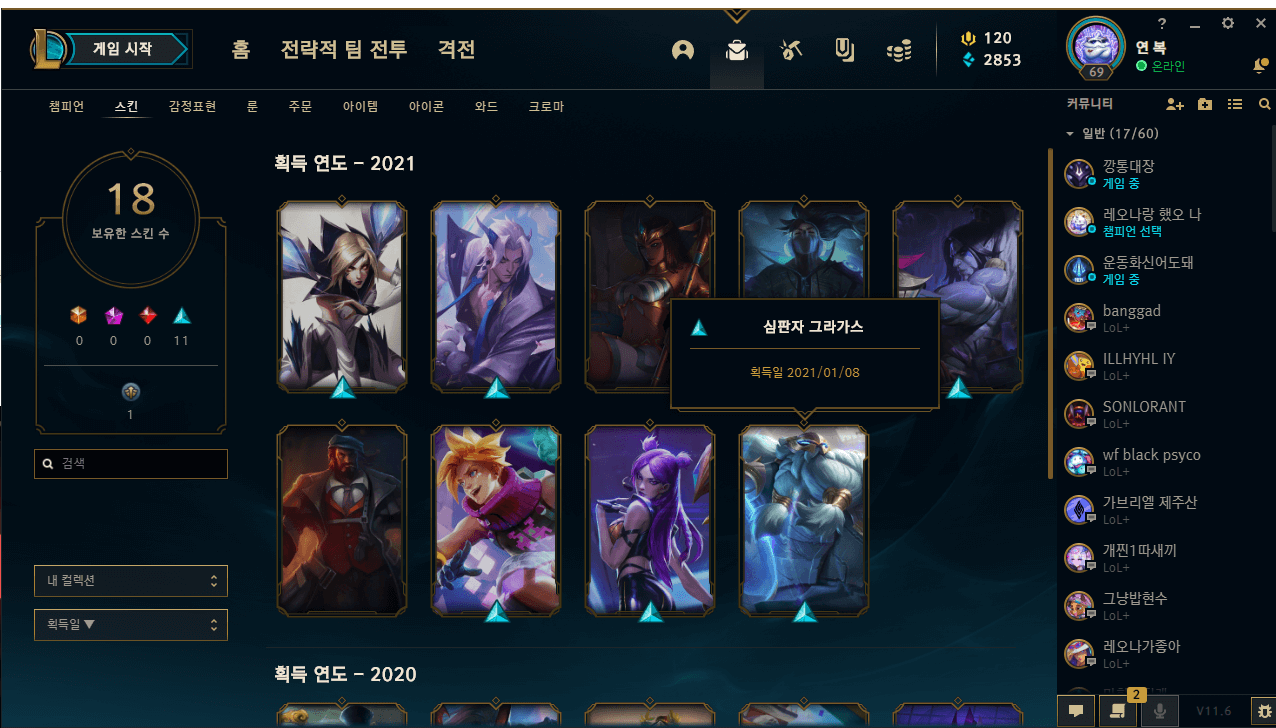 게임 시작
홈
전략적 팀 전투
격전
120
2853
?
연 복
온라인
69
챔피언
스킨
감정표현
룬
주문
아이템
아이콘
와드
크로마
커뮤니티
일반 (17/60)
18
보유한 스킨 수
0
0
0
11
1
검색
내 컬렉션
획득일▼
획득 연도 – 2021
심판자 그라가스
획득일 2021/01/08
획득 연도 – 2020
깡통대장
게임 중
레오나랑 했오 나
챔피언 선택
운동화신어도돼
게임 중
banggad
LoL+
ILLHYHL IY
LoL+
SONLORANT
LoL+
wf black psyco
LoL+
가브리엘 제주산
LoL+
개찐1따새끼
LoL+
그냥밥현수
LoL+
레오나가좋아
LoL+
2
V11.6